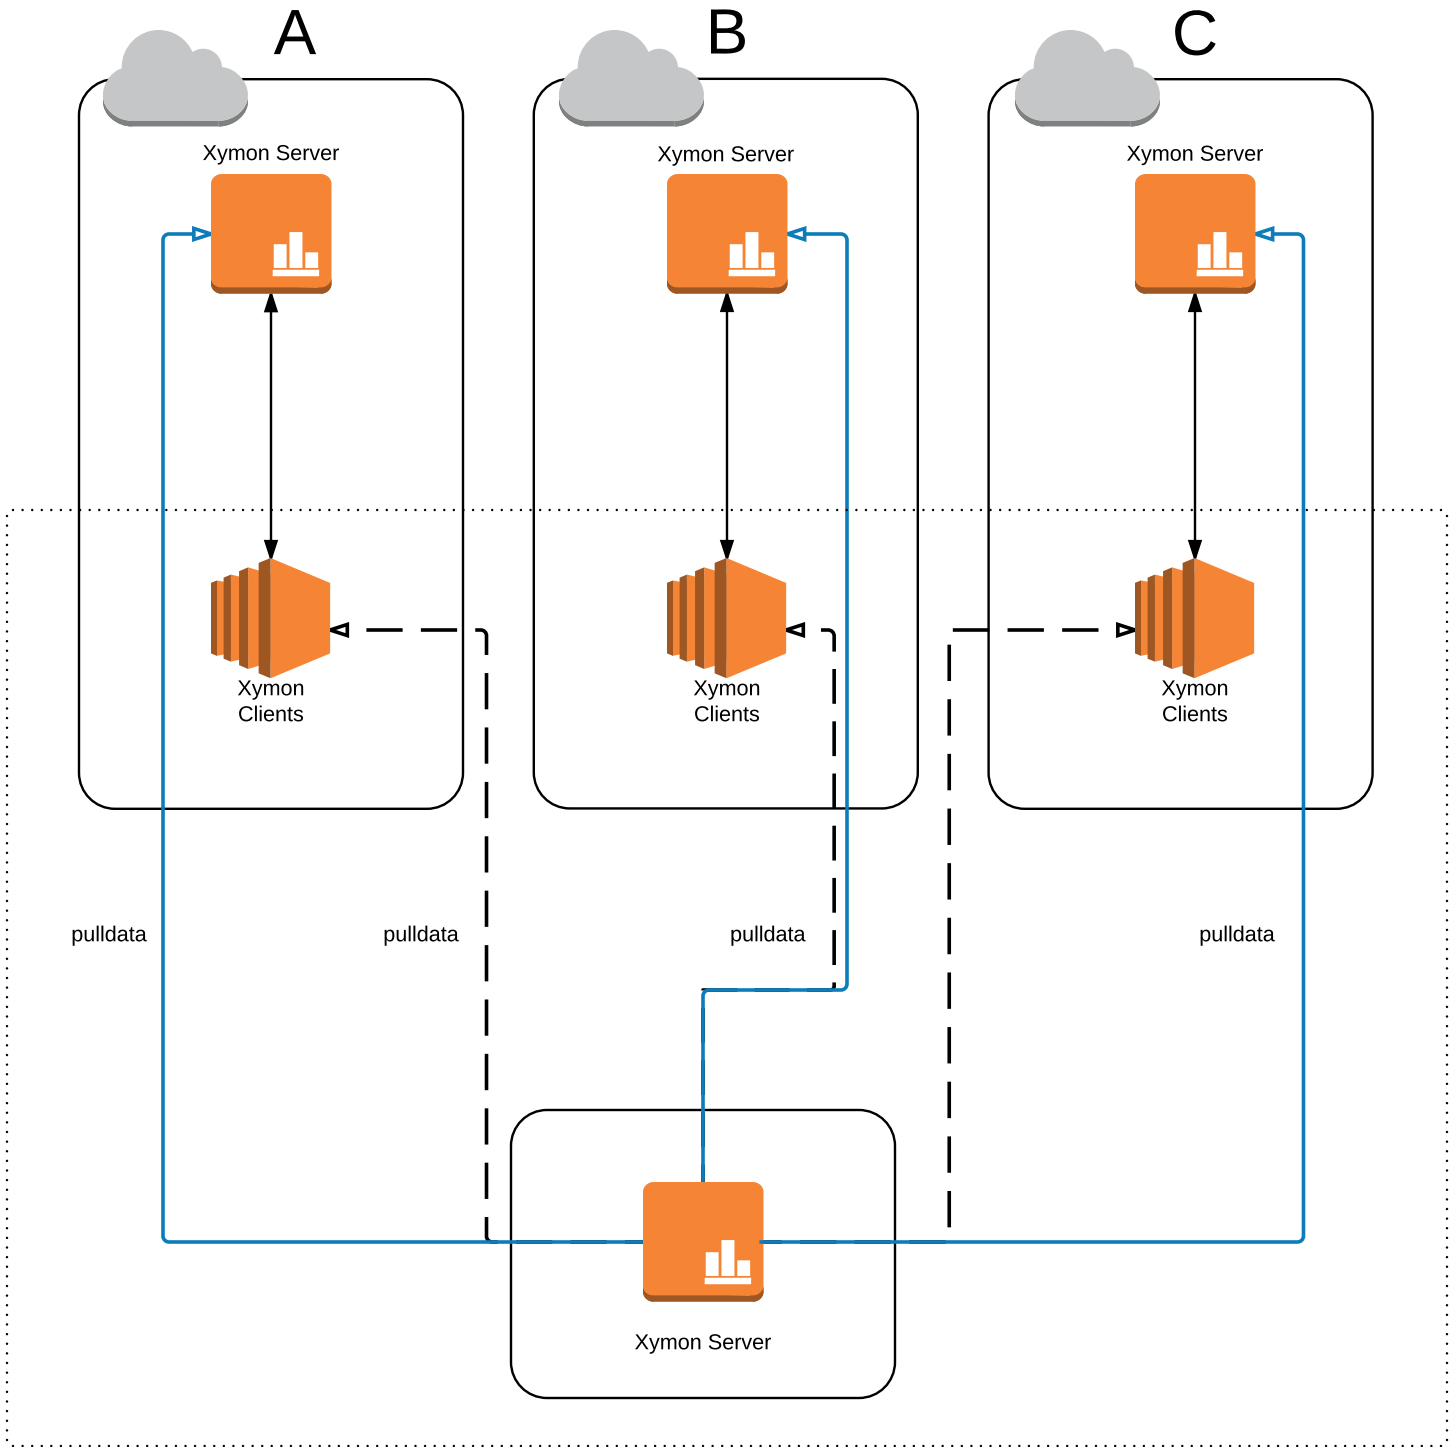 A
B
C
Xymon Server
Xymon Server
Xymon Server
Xymon
Clients
Xymon
Clients
Xymon
Clients
pulldata
pulldata
pulldata
pulldata
Xymon Server